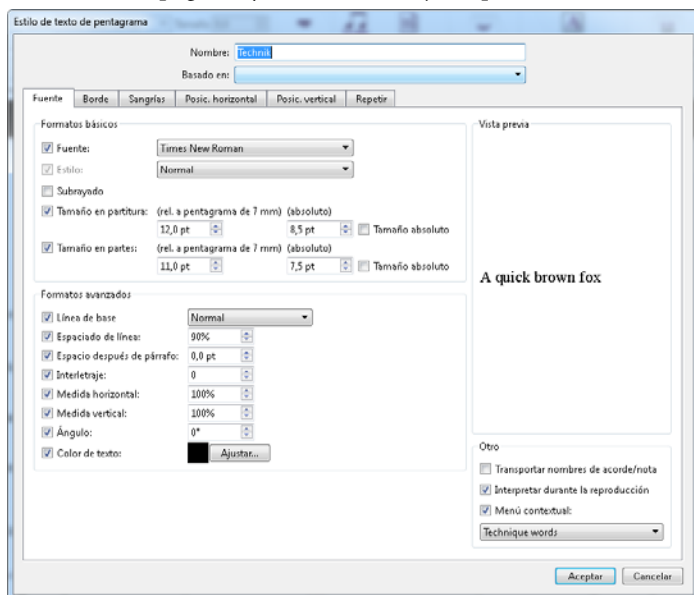 Estilo de texto de pentagrama
Nombre: Technik
Basado en:
Fuente Borde Sangrías Posic. horizontal Posic. vertical Repetir
Formatos básicos
Fuente: Times New Roman
Estilo: Normal
Subrayado
Tamaño en partitura: (rel. a pentagrama de 7 mm) (absoluto)
12,0 pt 8,5 pt Tamaño absoluto
Tamaño en partes: (rel. a pentagrama de 7 mm) (absoluto)
11,0 pt 7,5 pt Tamaño absoluto
Formatos avanzados
Línea de base Normal
Espaciado de línea: 90%
Espacio después de párrafo: 0,0 pt
Interletraje: 0
Medida horizontal: 100%
Medida vertical: 100%
Ángulo: 0°
Color de texto: Ajustar...
Vista previa
A quick brown fox
Otro
Transportar nombres de acorde/nota
Interpretar durante la reproducción
Menú contextual:
Technique words
Aceptar Cancelar